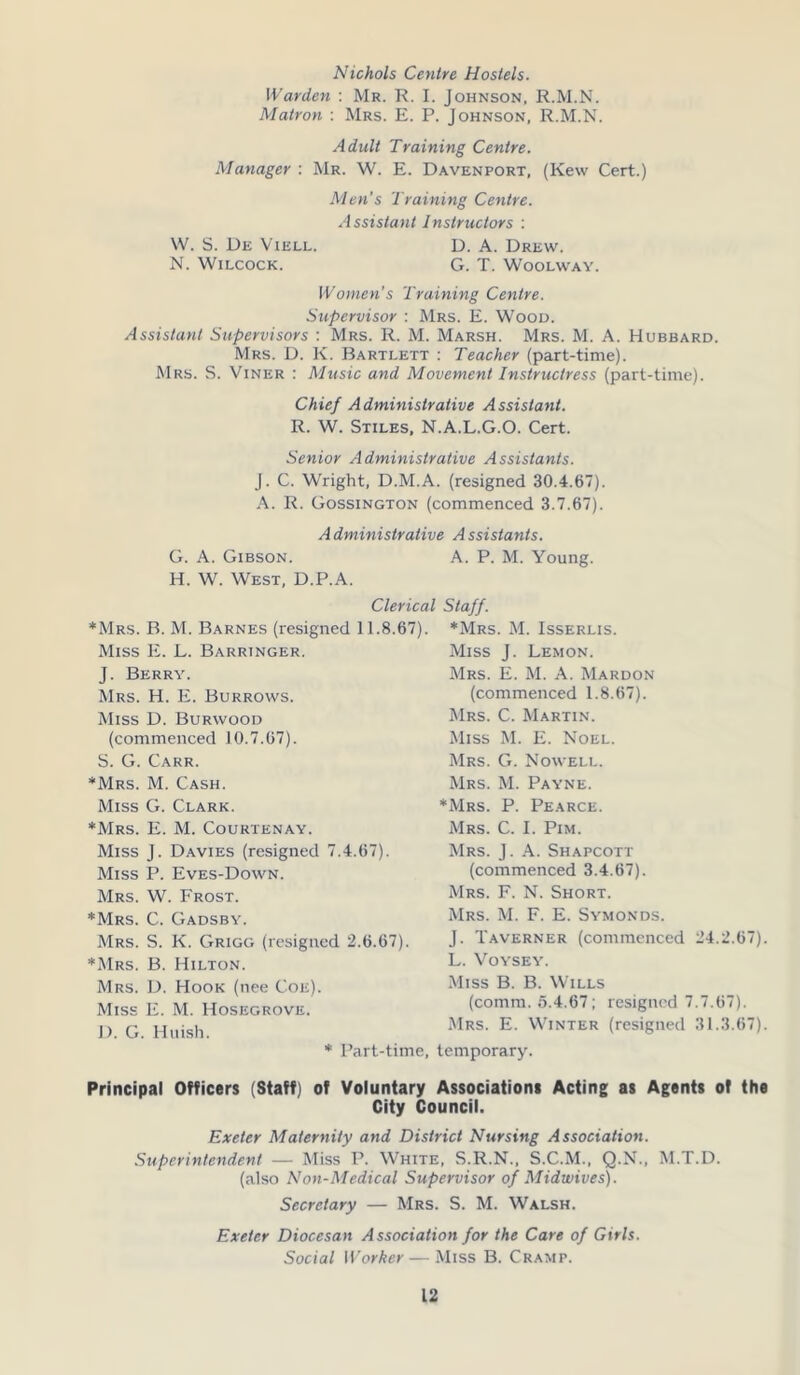 Nichols Centre Hostels.
Warden : Mr. R. I. Johnson, R.M.N.
Matron : Mrs. E. P. Johnson, R.M.N.
Adult Training Centre.
Manager : Mr. W. E. Davenport, (Kew Cert.)
Men's Training Centre.
Assistant Instructors :
W. S. De Viell. D. A. Drew.
N. Wilcock. G. T. Woolway.
Women's Training Centre.
Supervisor : Mrs. E. Wood.
Assistant Supervisors : Mrs. R. M. Marsh. Mrs. M. A. Hubbard.
Mrs. D. K. Bartlett : Teacher (part-time).
Mrs. S. Viner : Music and Movement Instructress (part-time).
Chief Administrative Assistant.
R. W. Stiles, N.A.L.G.O. Cert.
Senior Administrative Assistants.
J. C. Wright, D.M.A. (resigned 30.4.67).
A. R. Gossington (commenced 3.7.67).
Administrative Assistants.
G. A. Gibson. A. P. M. Young.
H. W. West, D.P.A.
Clerical Staff.
*Mrs. B. M. Barnes (resigned 11.8.67).
Miss E. L. Barringer.
J. Berry.
Mrs. H. E. Burrows.
Miss D. Burwood
(commenced 10.7.67).
S. G. Carr.
*Mrs. M. Cash.
Miss G. Clark.
*Mrs. E. M. Courtenay.
Miss J. Davies (resigned 7.4.67).
Miss P. Eves-Down.
Mrs. W. Frost.
*Mrs. C. Gadsby.
Mrs. S. K. Grigg (resigned 2.6.67).
*Mrs. B. Hilton.
Mrs. D. Hook (nee Coe).
Miss E. M. Hosegrove.
D. G. Huish.
*Mrs. M. Isserlis.
Miss J. Lemon.
Mrs. E. M. A. Mardon
(commenced 1.8.67).
Mrs. C. Martin.
Miss M. E. Noel.
Mrs. G. Nowell.
Mrs. M. Payne.
*Mrs. P. Pearce.
Mrs. C. I. Pim.
Mrs. J. A. Shapcott
(commenced 3.4.67).
Mrs. F. N. Short.
Mrs. M. F. E. Symonds.
J. Taverner (commenced 24.2.67).
L. Voysey.
Miss B. B. Wills
(comm. 5.4.67; resigned 7.7.67).
Mrs. E. Winter (resigned 31.3.67).
* Part-time, temporary.
Principal Officers (Staff) of Voluntary Associations Acting as Agents of the
City Council.
Exeter Maternity and District Nursing Association.
Superintendent — Miss P. White, S.R.N., S.C.M., Q.N., M.T.D.
(also Non-Medical Supervisor of Midwives).
Secretary — Mrs. S. M. Walsh.
Exeter Diocesan Association for the Care of Girls.
Social Worker — Miss B. Cramp.
12